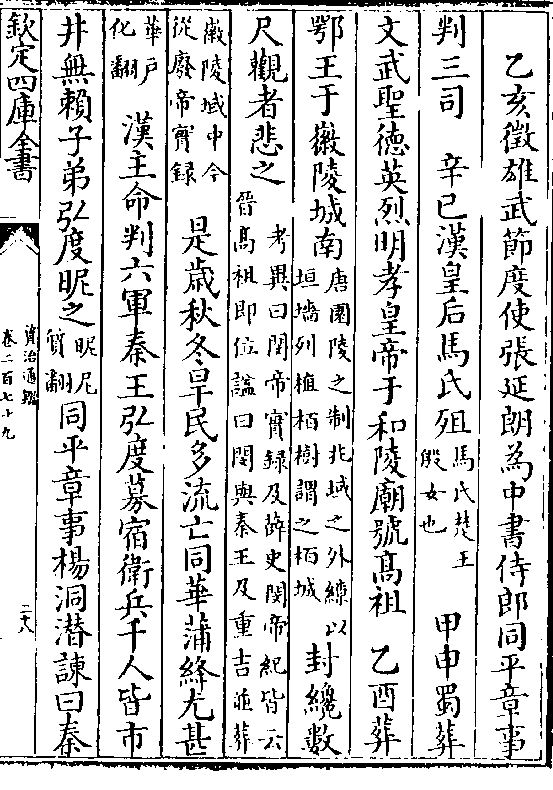 乙亥徵雄武節度使張延朗為中書侍郎同平章事
判三司 辛巳漢皇后馬氏殂馬氏楚王殷女也 甲申蜀葬
文武聖德英烈明孝皇帝于和陵廟號髙祖 乙酉葬
鄂王于徽陵城南唐園陵之制兆域之外繚以垣墻列植栢樹謂之栢城封纔數
尺觀者悲之考異曰閔帝實録及薛史閔帝紀皆云晉髙祖即位諡曰閔與秦王及重吉並葬
徽陵域中今從廢帝實録 是歲秋冬旱民多流亡同華蒲絳尤甚
華户化翻 漢主命判六軍秦王弘度募宿衛兵千人皆市
井無賴子弟弘度昵之昵尼質翻同平章事楊洞潛諫曰秦
欽定四庫全書
資治通鑑
卷二百七十九
二十八